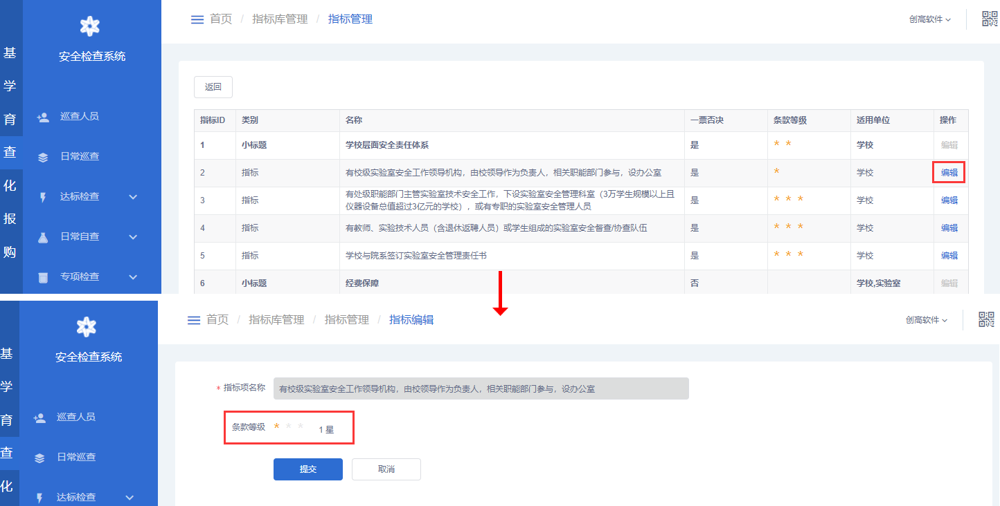 基
学
育
查
化
报
购
安全检查系统
巡查人员
日常巡查
达标检查
日常自查
专项检查
首页 / 指标库管理 / 指标管理
创高软件
返回
指标ID 类别 名称 一票否决 条款等级 适用单位 操作
1 小标题 学校层面安全责任体系 是 * * 学校 编辑
2 指标 有校级实验室安全工作领导机构，由校领导作为负责人，相关职能部门参与，设办公室 是 * 学校 编辑
3 指标 有处级职能部门主管实验室技术安全工作，下设实验室安全管理科室（3万学生规模以上且
仪器设备总值超过3亿元的学校），或有专职的实验室安全管理人员 是 * * * 学校 编辑
4 指标 有教师、实验技术人员（含退休返聘人员）或学生组成的实验室安全督查/协查队伍 是 * * * 学校 编辑
5 指标 学校与院系签订实验室安全管理责任书 是 * * * 学校 编辑
6 小标题 经费保障 否 学校,实验室 编辑
基
学
育
查
化
安全检查系统
巡查人员
日常巡查
达标检查
首页 / 指标库管理 / 指标管理 / 指标编辑
创高软件
* 指标项名称 有校级实验室安全工作领导机构，由校领导作为负责人，相关职能部门参与，设办公室
条款等级 * * * 1 星
提交 取消